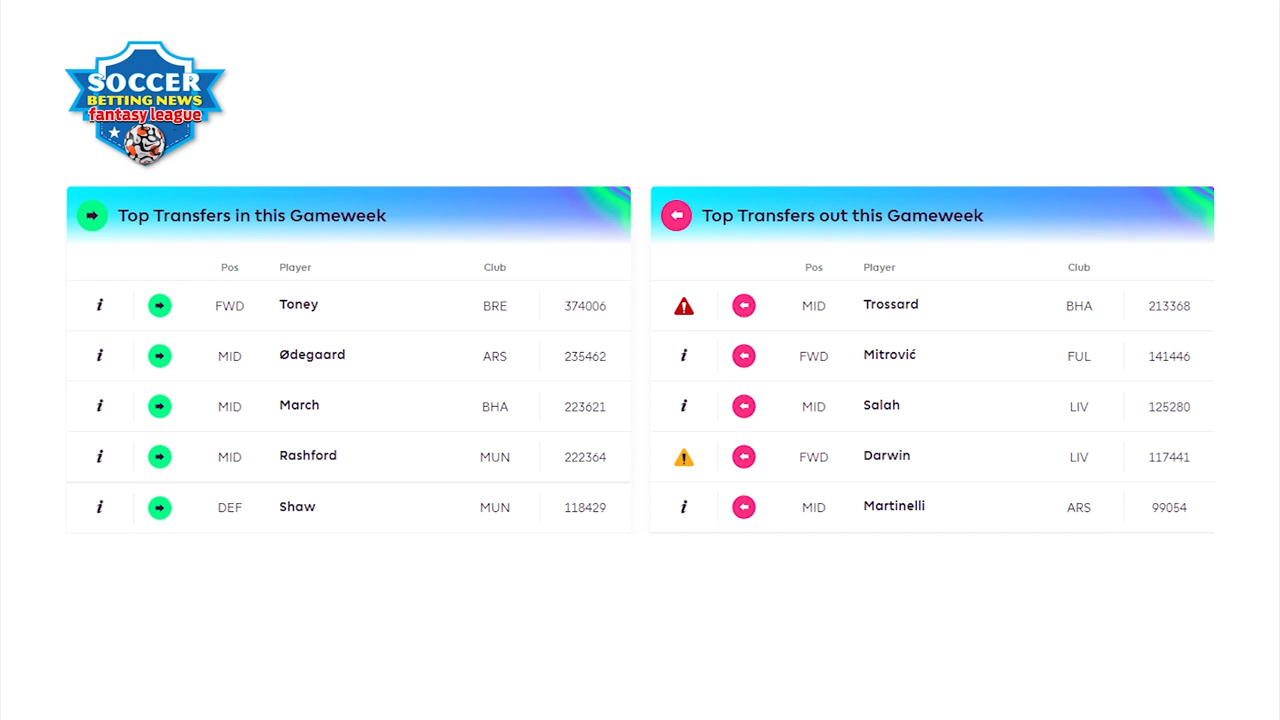 SOCCER
BETTING NEWS
fantasy league
Top Transfers in this Gameweek
Pos Player Club
i FWD Toney BRE 374006
i MID Ødegaard ARS 235462
i MID March BHA 223621
i MID Rashford MUN 222364
i DEF Shaw MUN 118429
Top Transfers out this Gameweek
Pos Player Club
! MID Trossard BHA 213368
i FWD Mitrović FUL 141446
i MID Salah LIV 125280
! FWD Darwin LIV 117441
i MID Martinelli ARS 99054